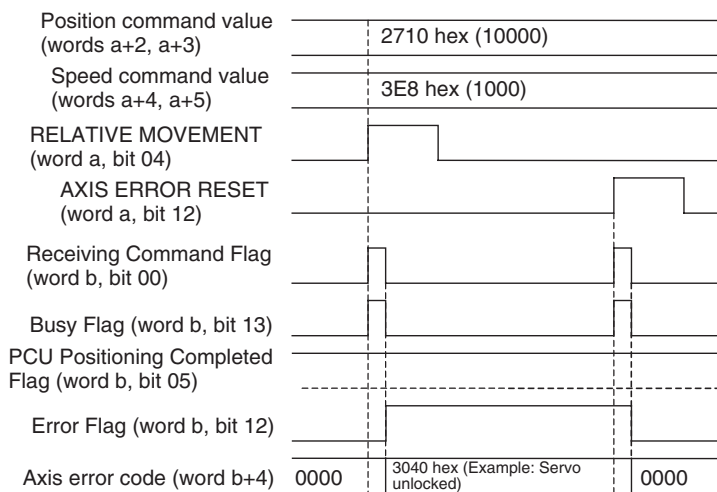 Position command value
(words a+2, a+3)
2710 hex (10000)
Speed command value
(words a+4, a+5)
3E8 hex (1000)
RELATIVE MOVEMENT
(word a, bit 04)
AXIS ERROR RESET
(word a, bit 12)
Receiving Command Flag
(word b, bit 00)
Busy Flag (word b, bit 13)
PCU Positioning Completed
Flag (word b, bit 05)
Error Flag (word b, bit 12)
Axis error code (word b+4)
0000
3040 hex (Example: Servo
unlocked)
0000